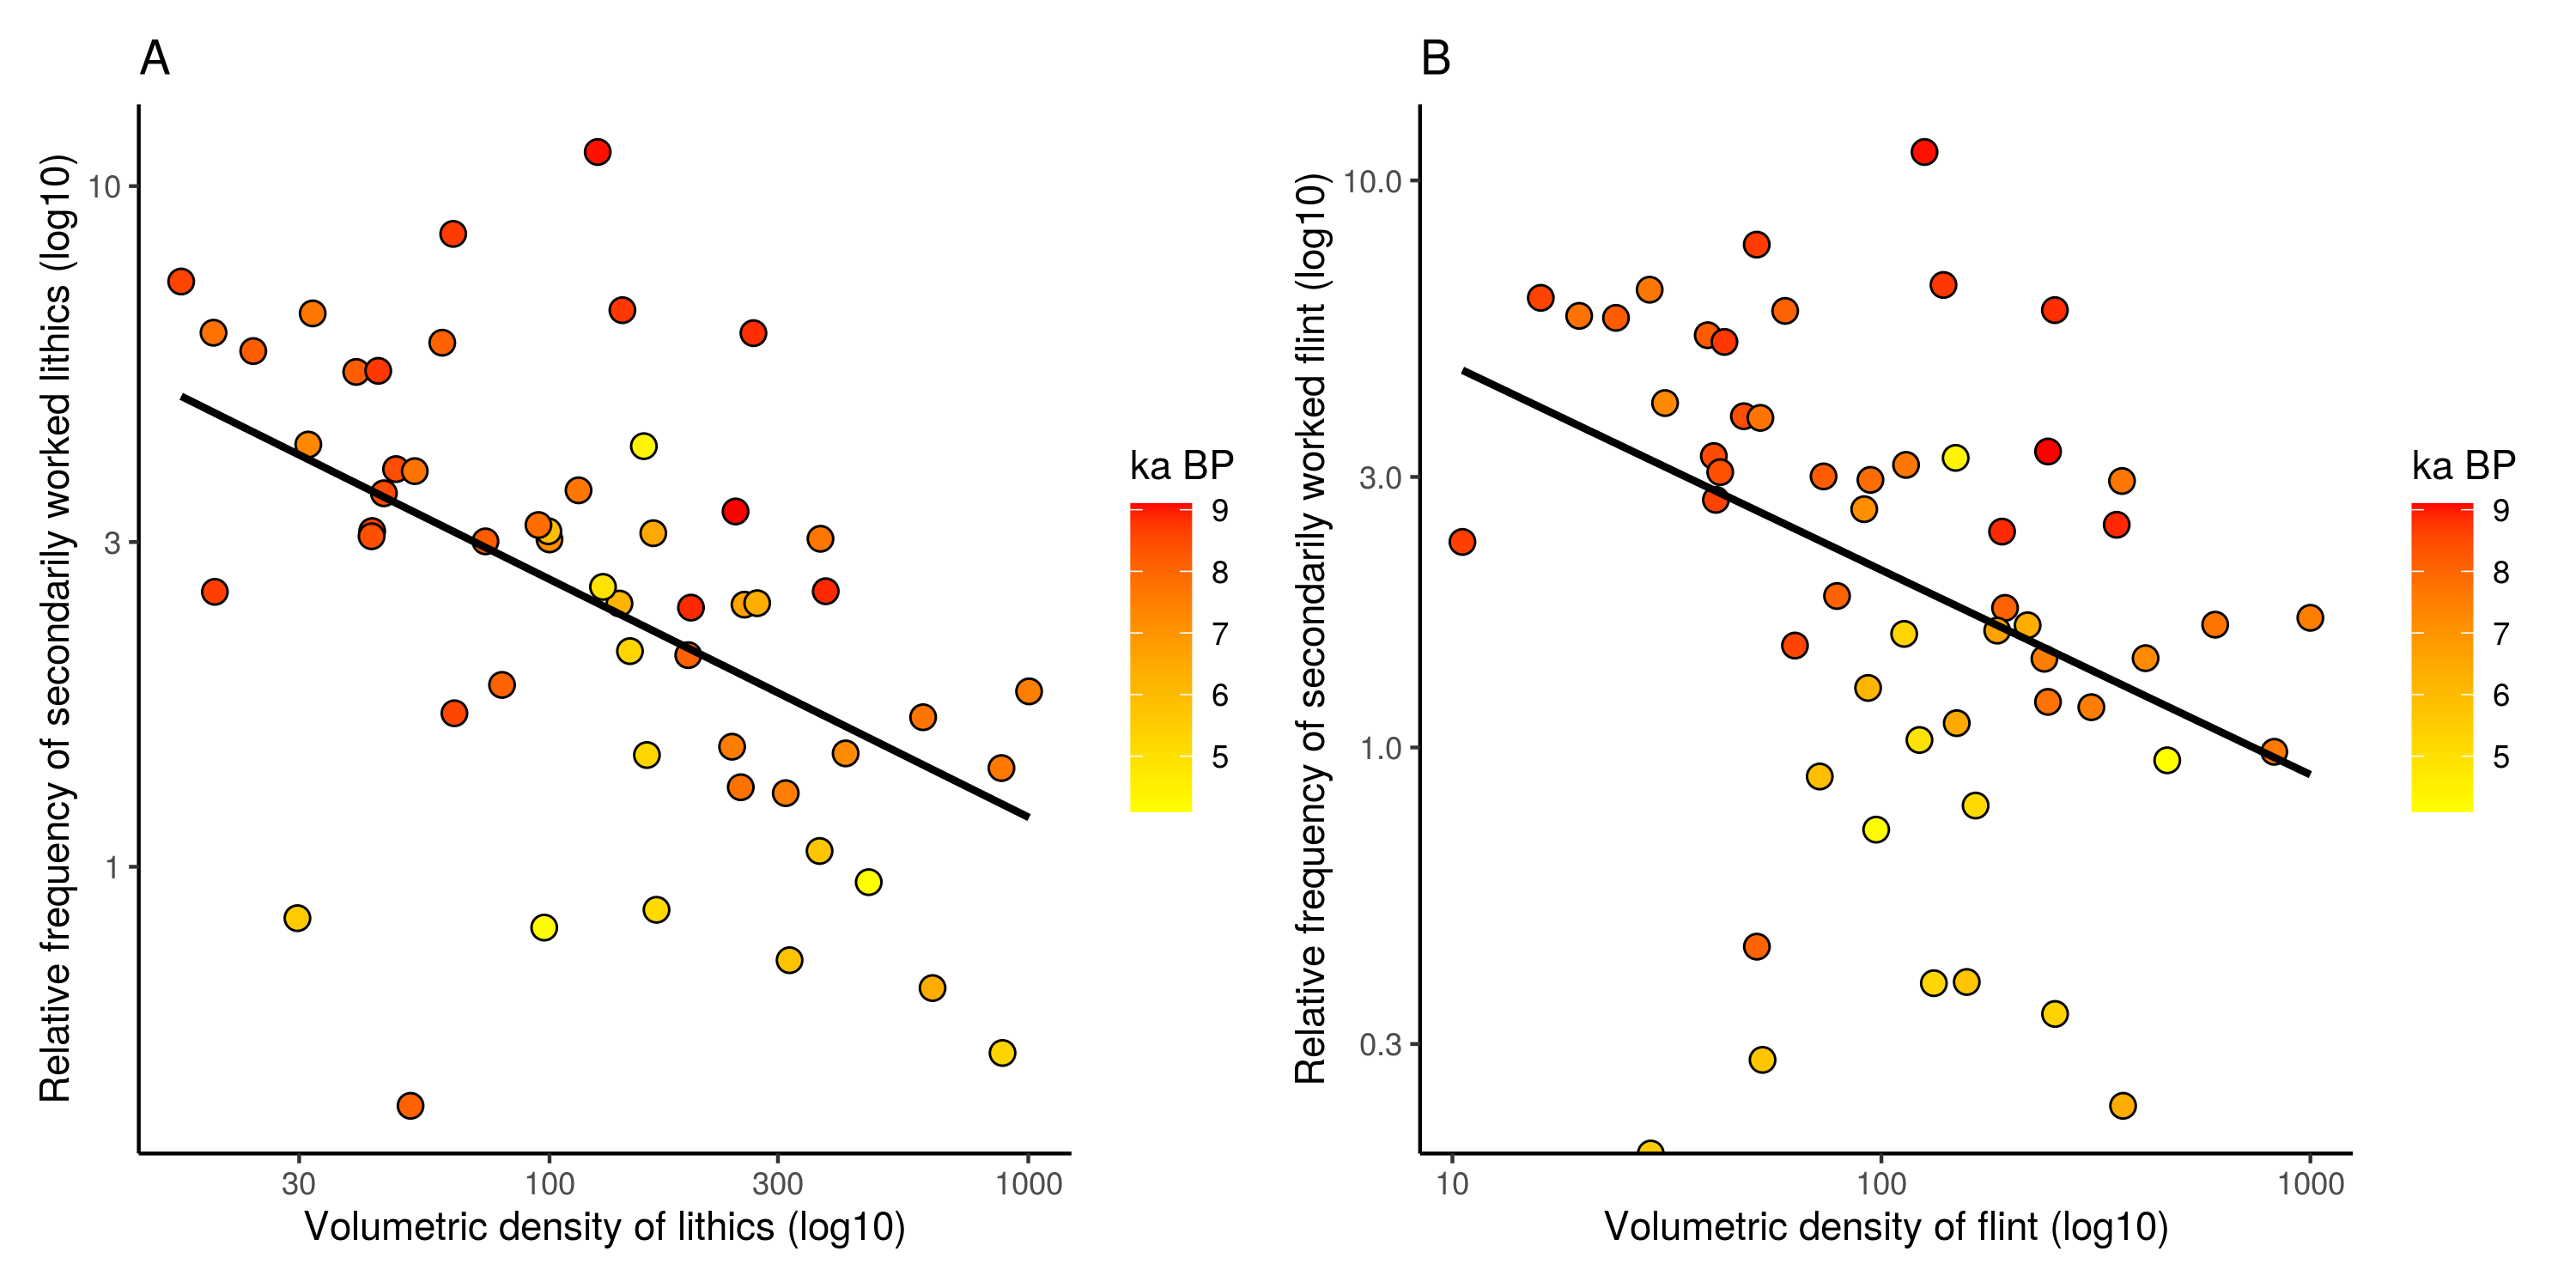 A
Relative frequency of secondarily worked lithics (log10)
10
3
1
30 100 300 1000
Volumetric density of lithics (log10)
ka BP
9
8
7
6
5
B
Relative frequency of secondarily worked flint (log10)
10.0
3.0
1.0
0.3
10 100 1000
Volumetric density of flint (log10)
ka BP
9
8
7
6
5